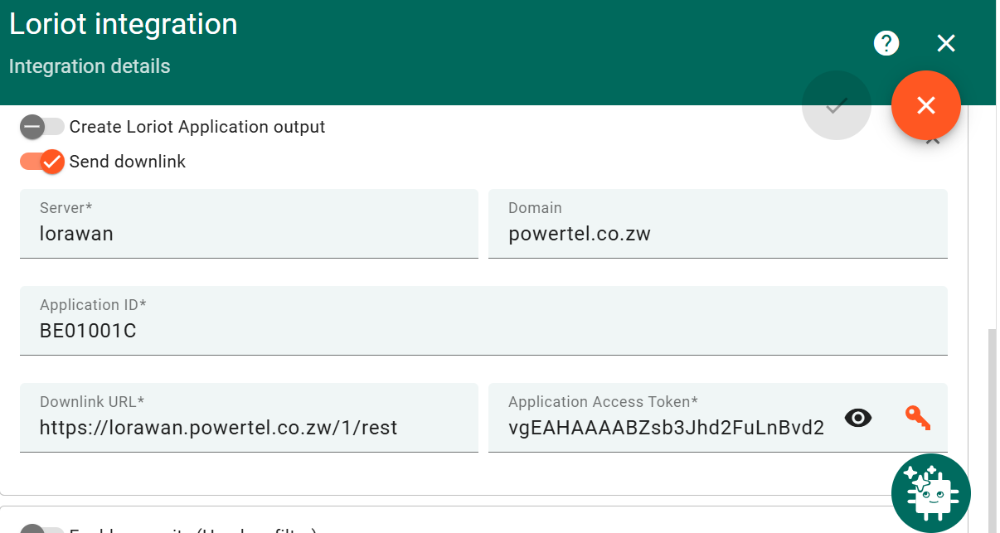 Loriot integration
Integration details
Create Loriot Application output
Send downlink
Server*
lorawan
Domain
powertel.co.zw
Application ID*
BE01001C
Downlink URL*
https://lorawan.powertel.co.zw/1/rest
Application Access Token*
vgEAHAAAABZsb3Jhd2FuLnBvd2